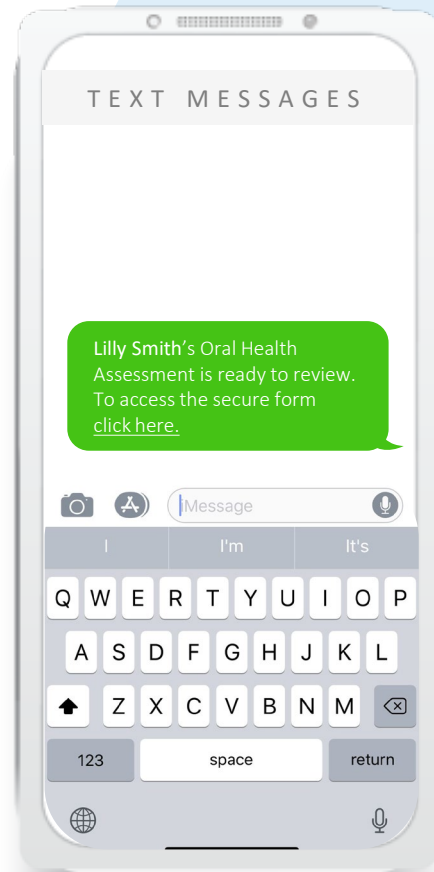 TEXT MESSAGES
Lilly Smith's Oral Health
Assessment is ready to review.
To access the secure form
click here.
iMessage
I I'm It's
Q W E R T Y U I O P
A S D F G H J K L
Z X C V B N M
123 space return